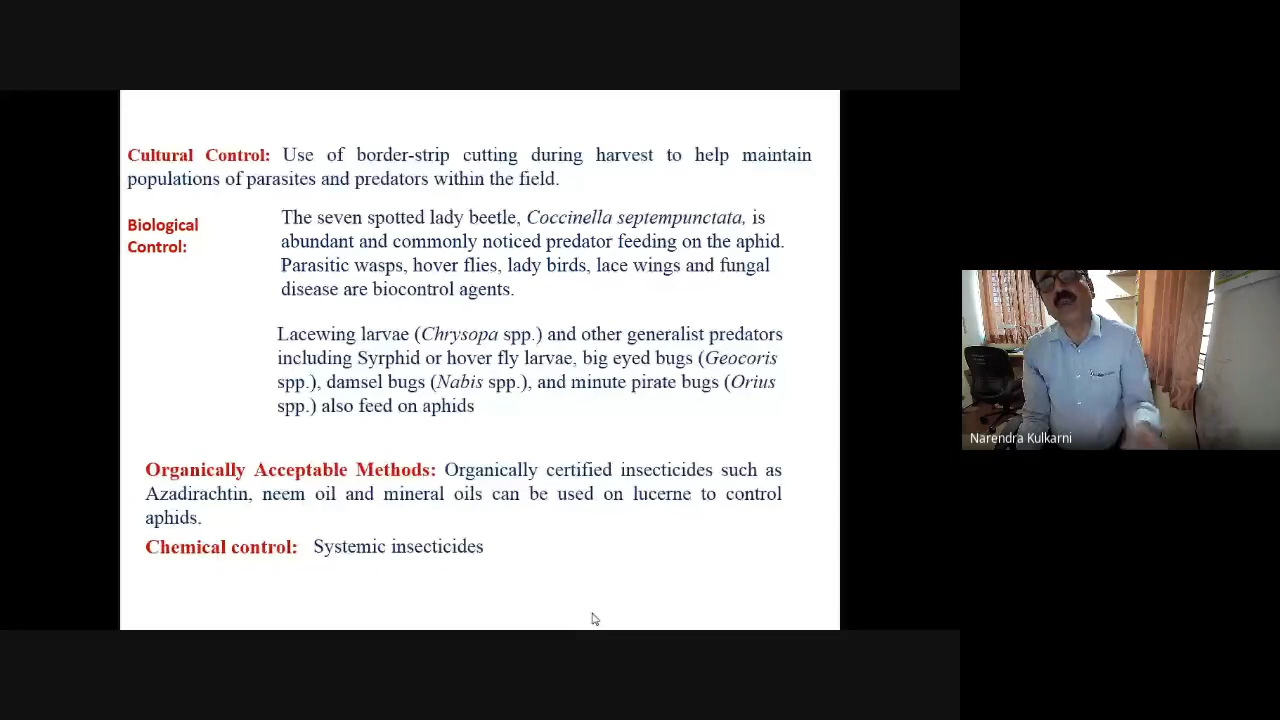 Cultural Control: Use of border-strip cutting during harvest to help maintain
populations of parasites and predators within the field.
Biological
Control:
The seven spotted lady beetle, Coccinella septempunctata, is
abundant and commonly noticed predator feeding on the aphid.
Parasitic wasps, hover flies, lady birds, lace wings and fungal
disease are biocontrol agents.
Lacewing larvae (Chrysopa spp.) and other generalist predators
including Syrphid or hover fly larvae, big eyed bugs (Geocoris
spp.), damsel bugs (Nabis spp.), and minute pirate bugs (Orius
spp.) also feed on aphids
Organically Acceptable Methods: Organically certified insecticides such as
Azadirachtin, neem oil and mineral oils can be used on lucerne to control
aphids.
Chemical control: Systemic insecticides
Narendra Kulkarni